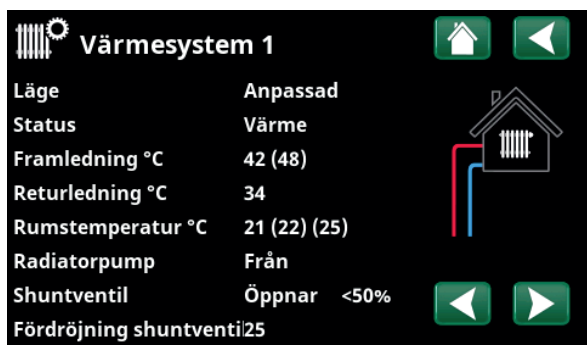 Värmesystem 1
Läge Anpassad
Status Värme
Framledning °C 42 (48)
Returledning °C 34
Rumstemperatur °C 21 (22) (25)
Radiatorpump Från
Shuntventil Öppnar <50%
Fördröjning shuntventil 25